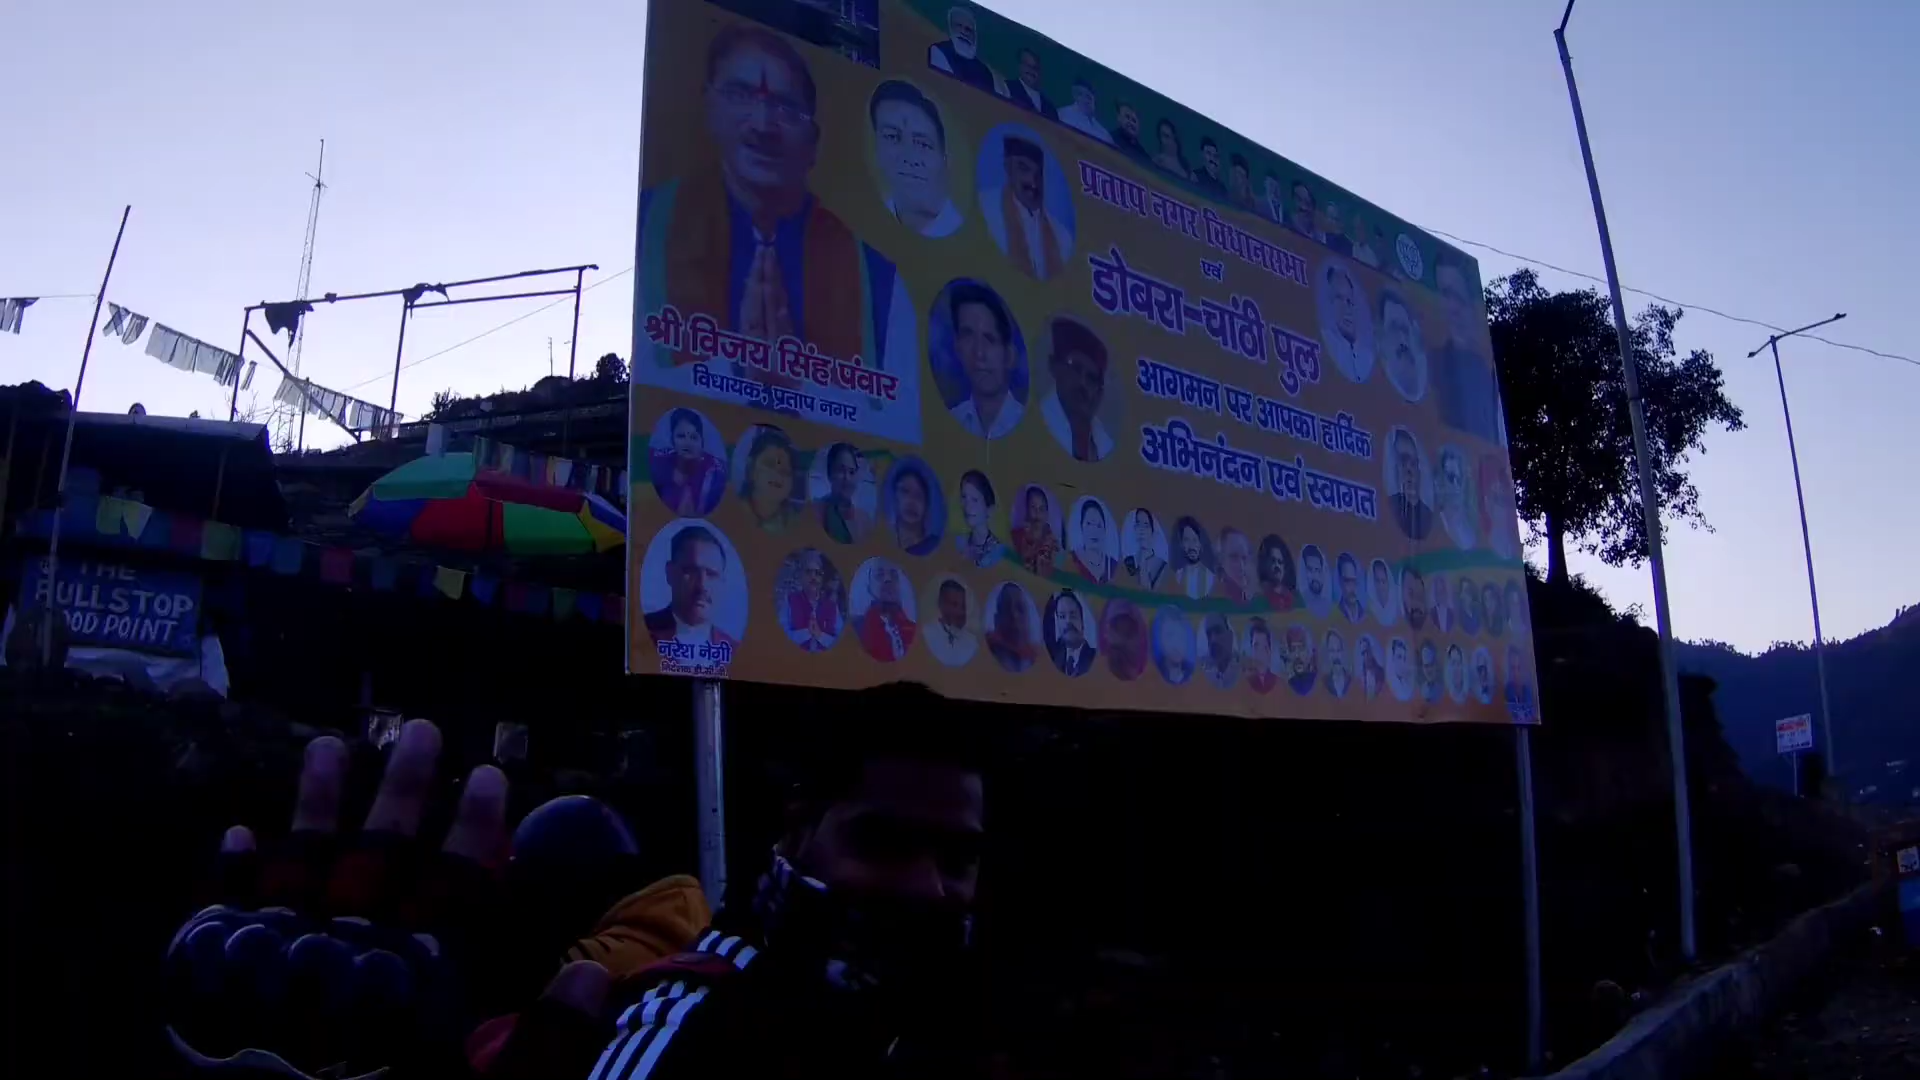 प्रताप नगर विधानसभा
एवं
डोबरा-चांठी पुल
आगमन पर आपका हार्दिक
अभिनंदन एवं स्वागत
श्री विजय सिंह पंवार
विधायक, प्रताप नगर
नरेश नेगी
THE
FULLSTOP
OOD POINT